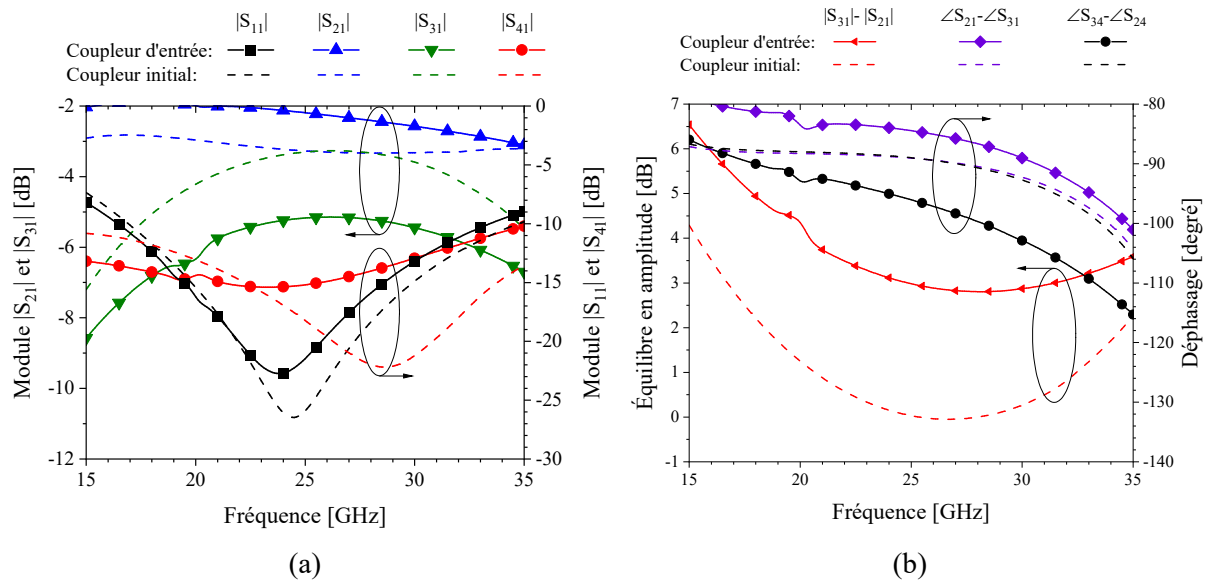 |S11| |S21| |S31| |S41|
Coupleur d'entrée:
Coupleur initial:
-2 -4 -6 -8 -10 -12
Module |S21| et |S31| [dB]
0 -5 -10 -15 -20 -25 -30
Module |S11| et |S41| [dB]
15 20 25 30 35
Fréquence [GHz]
(a)
|S31|- |S21| ∠S21-∠S31 ∠S34-∠S24
Coupleur d'entrée:
Coupleur initial:
7 6 5 4 3 2 1 0 -1
Équilibre en amplitude [dB]
-80 -90 -100 -110 -120 -130 -140
Déphasage [degré]
15 20 25 30 35
Fréquence [GHz]
(b)